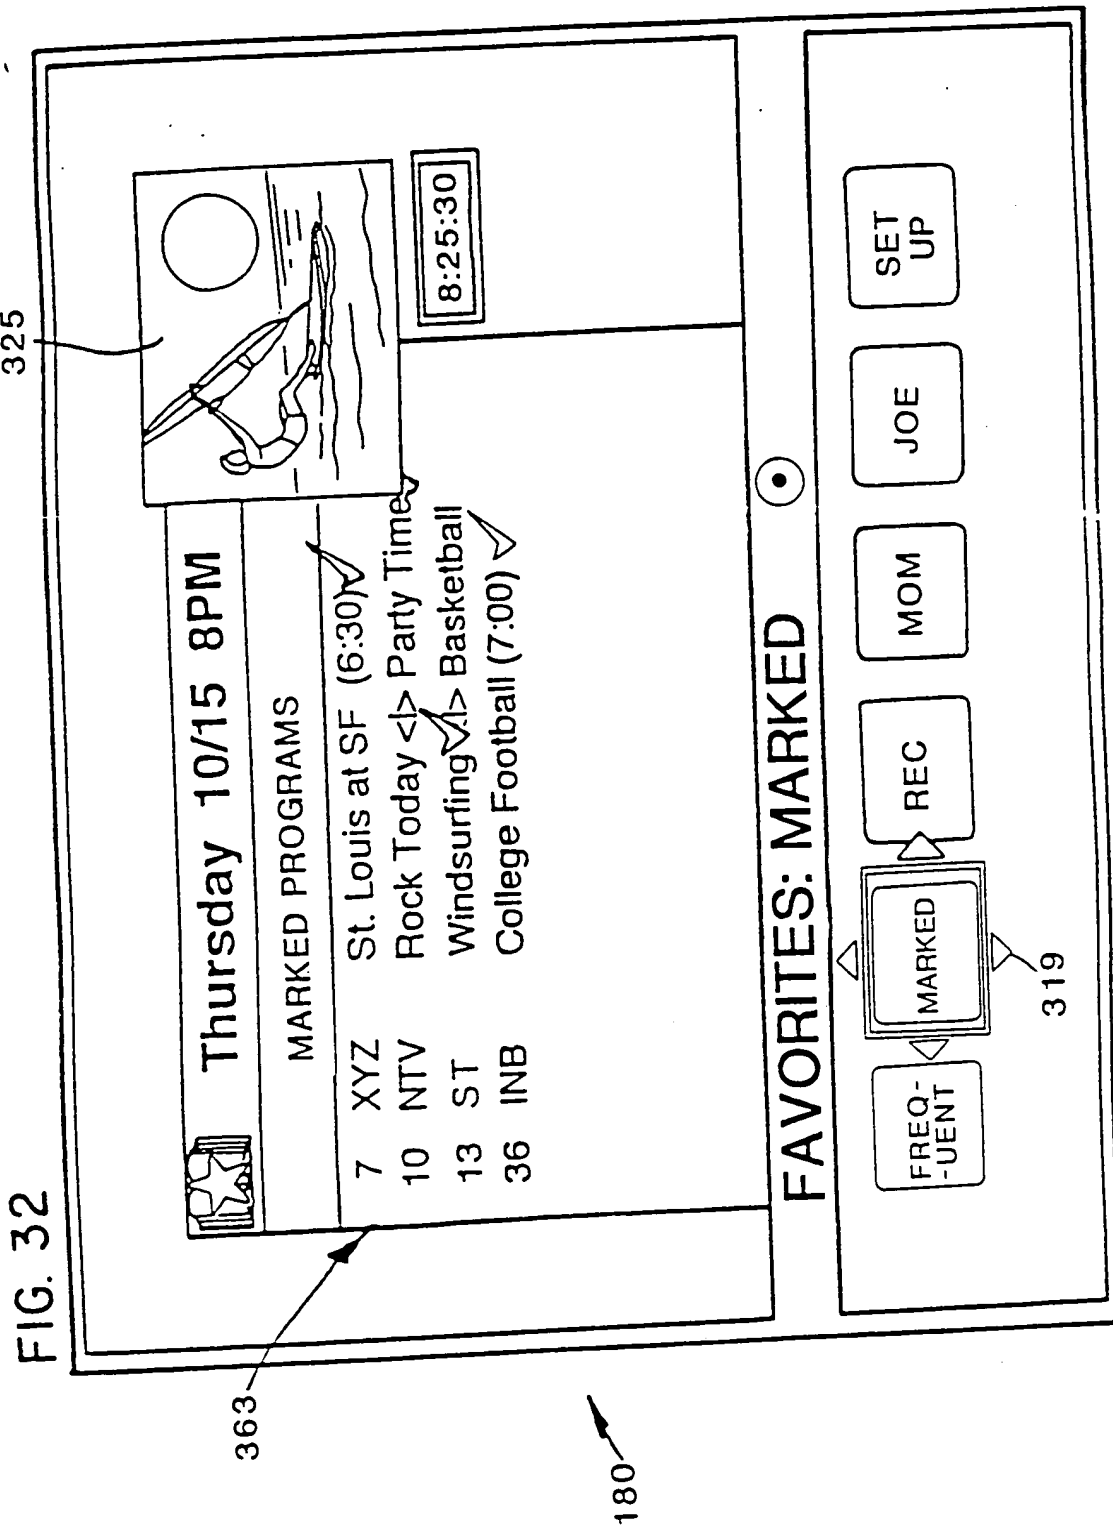 FIG. 32
325
Thursday 10/15 8PM
MARKED PROGRAMS
8:25:30
7 XYZ St. Louis at SF (6:30)
10 NTV Rock Today <|> Party Time
13 ST Windsurfing <|> Basketball
36 INB College Football (7:00)
363
180
FAVORITES: MARKED
FREQ-
-UENT
MARKED
REC
MOM
JOE
SET
UP
319